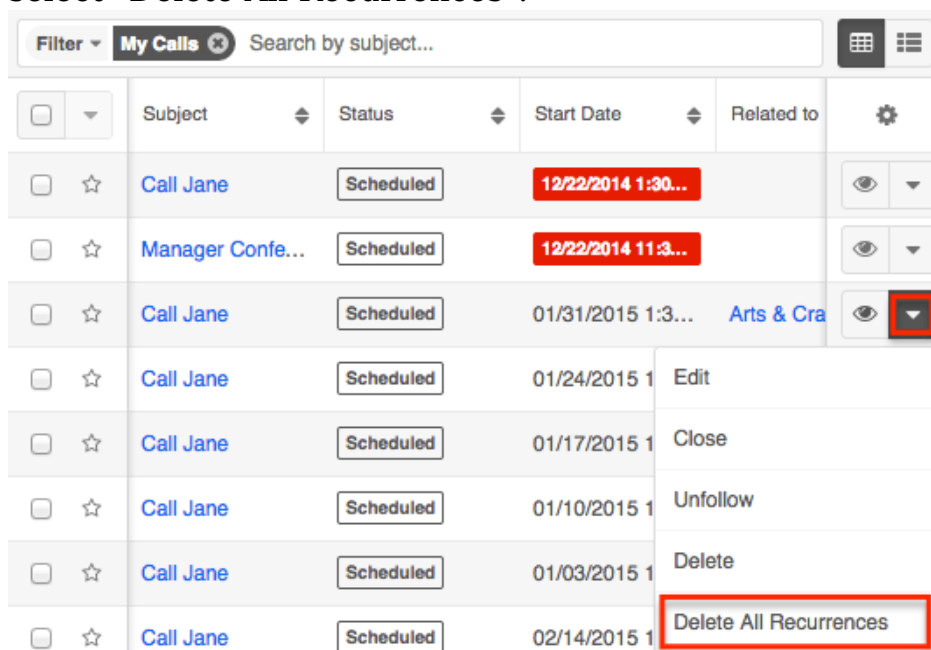 select "Delete All Recurrences".
Filter My Calls Search by subject...
Subject Status Start Date Related to
Call Jane Scheduled 12/22/2014 1:30...
Manager Confe... Scheduled 12/22/2014 11:3...
Call Jane Scheduled 01/31/2015 1:3... Arts & Cra
Call Jane Scheduled 01/24/2015 1 Edit
Call Jane Scheduled 01/17/2015 1 Close
Call Jane Scheduled 01/10/2015 1 Unfollow
Call Jane Scheduled 01/03/2015 1 Delete
Call Jane Scheduled 02/14/2015 1 Delete All Recurrences